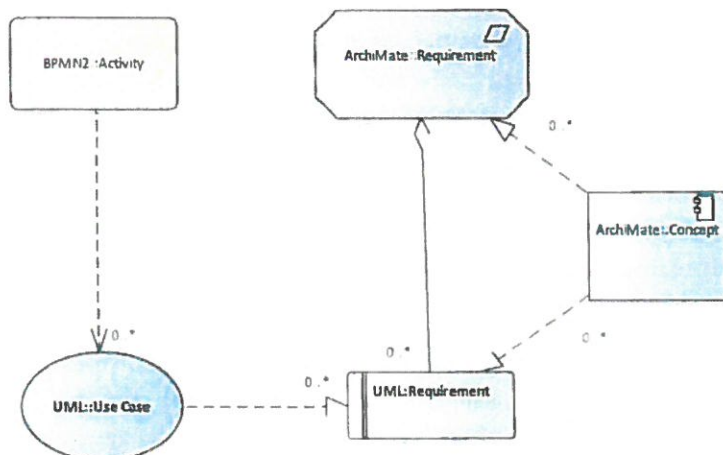 BPMN2::Activity
ArchiMate::Requirement
0..*
ArchiMate::Concept
0..*
0..*
0..*
0..*
UML::Use Case
UML:Requirement